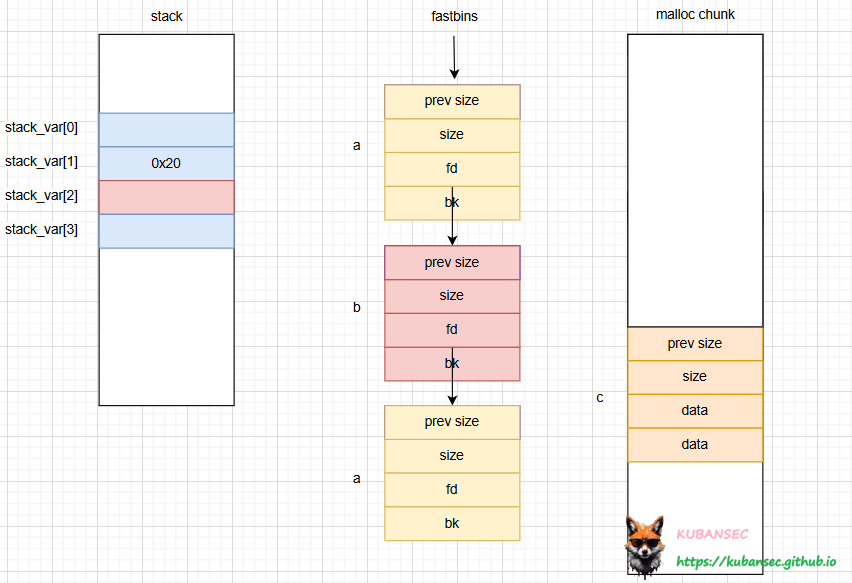 stack
fastbins
malloc chunk
stack_var[0]
stack_var[1]
0x20
stack_var[2]
stack_var[3]
a
prev size
size
fd
bk
b
prev size
size
fd
bk
a
prev size
size
fd
bk
c
prev size
size
data
data
KUBANSEC
https://kubansec.github.io